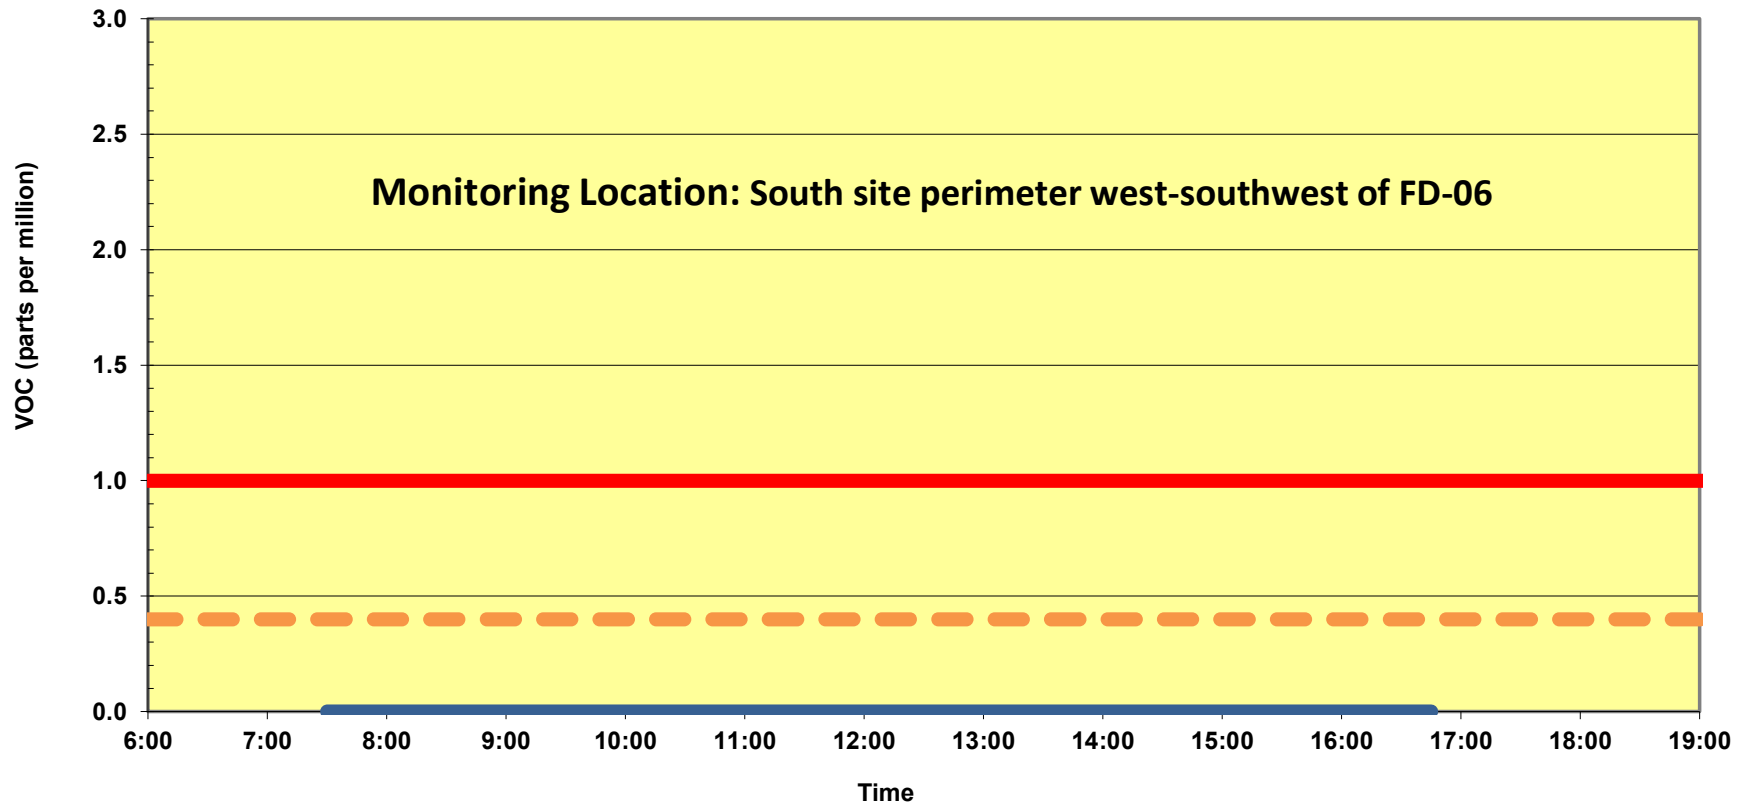 3.0
2.5
Monitoring Location: South site perimeter west-southwest of FD-06
2.0
VOC (parts per million)
1.5
1.0
0.5
0.0
6:00 7:00 8:00 9:00 10:00 11:00 12:00 13:00 14:00 15:00 16:00 17:00 18:00 19:00
Time